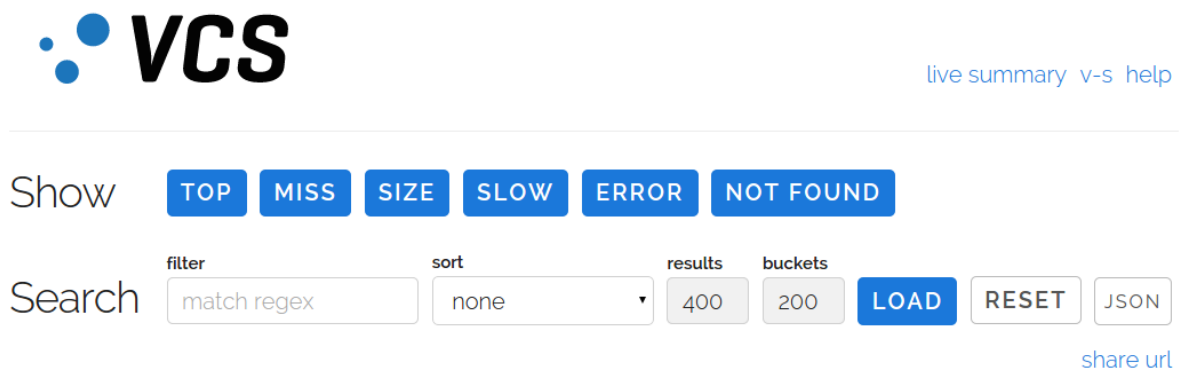 VCS
live summary v-s help
Show TOP MISS SIZE SLOW ERROR NOT FOUND
filter sort results buckets
Search match regex none 400 200 LOAD RESET JSON
share url